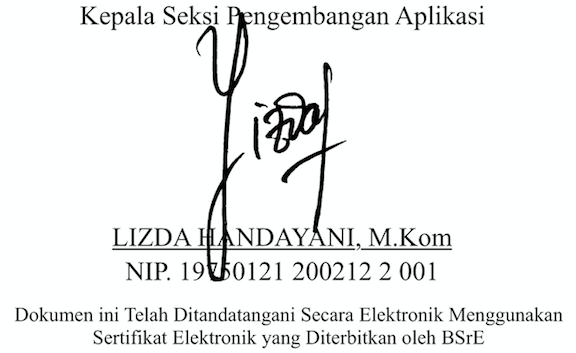 Kepala Seksi Pengembangan Aplikasi
LIZDA HANDAYANI, M.Kom
NIP. 19750121 200212 2 001
Dokumen ini Telah Ditandatangani Secara Elektronik Menggunakan
Sertifikat Elektronik yang Diterbitkan oleh BSrE